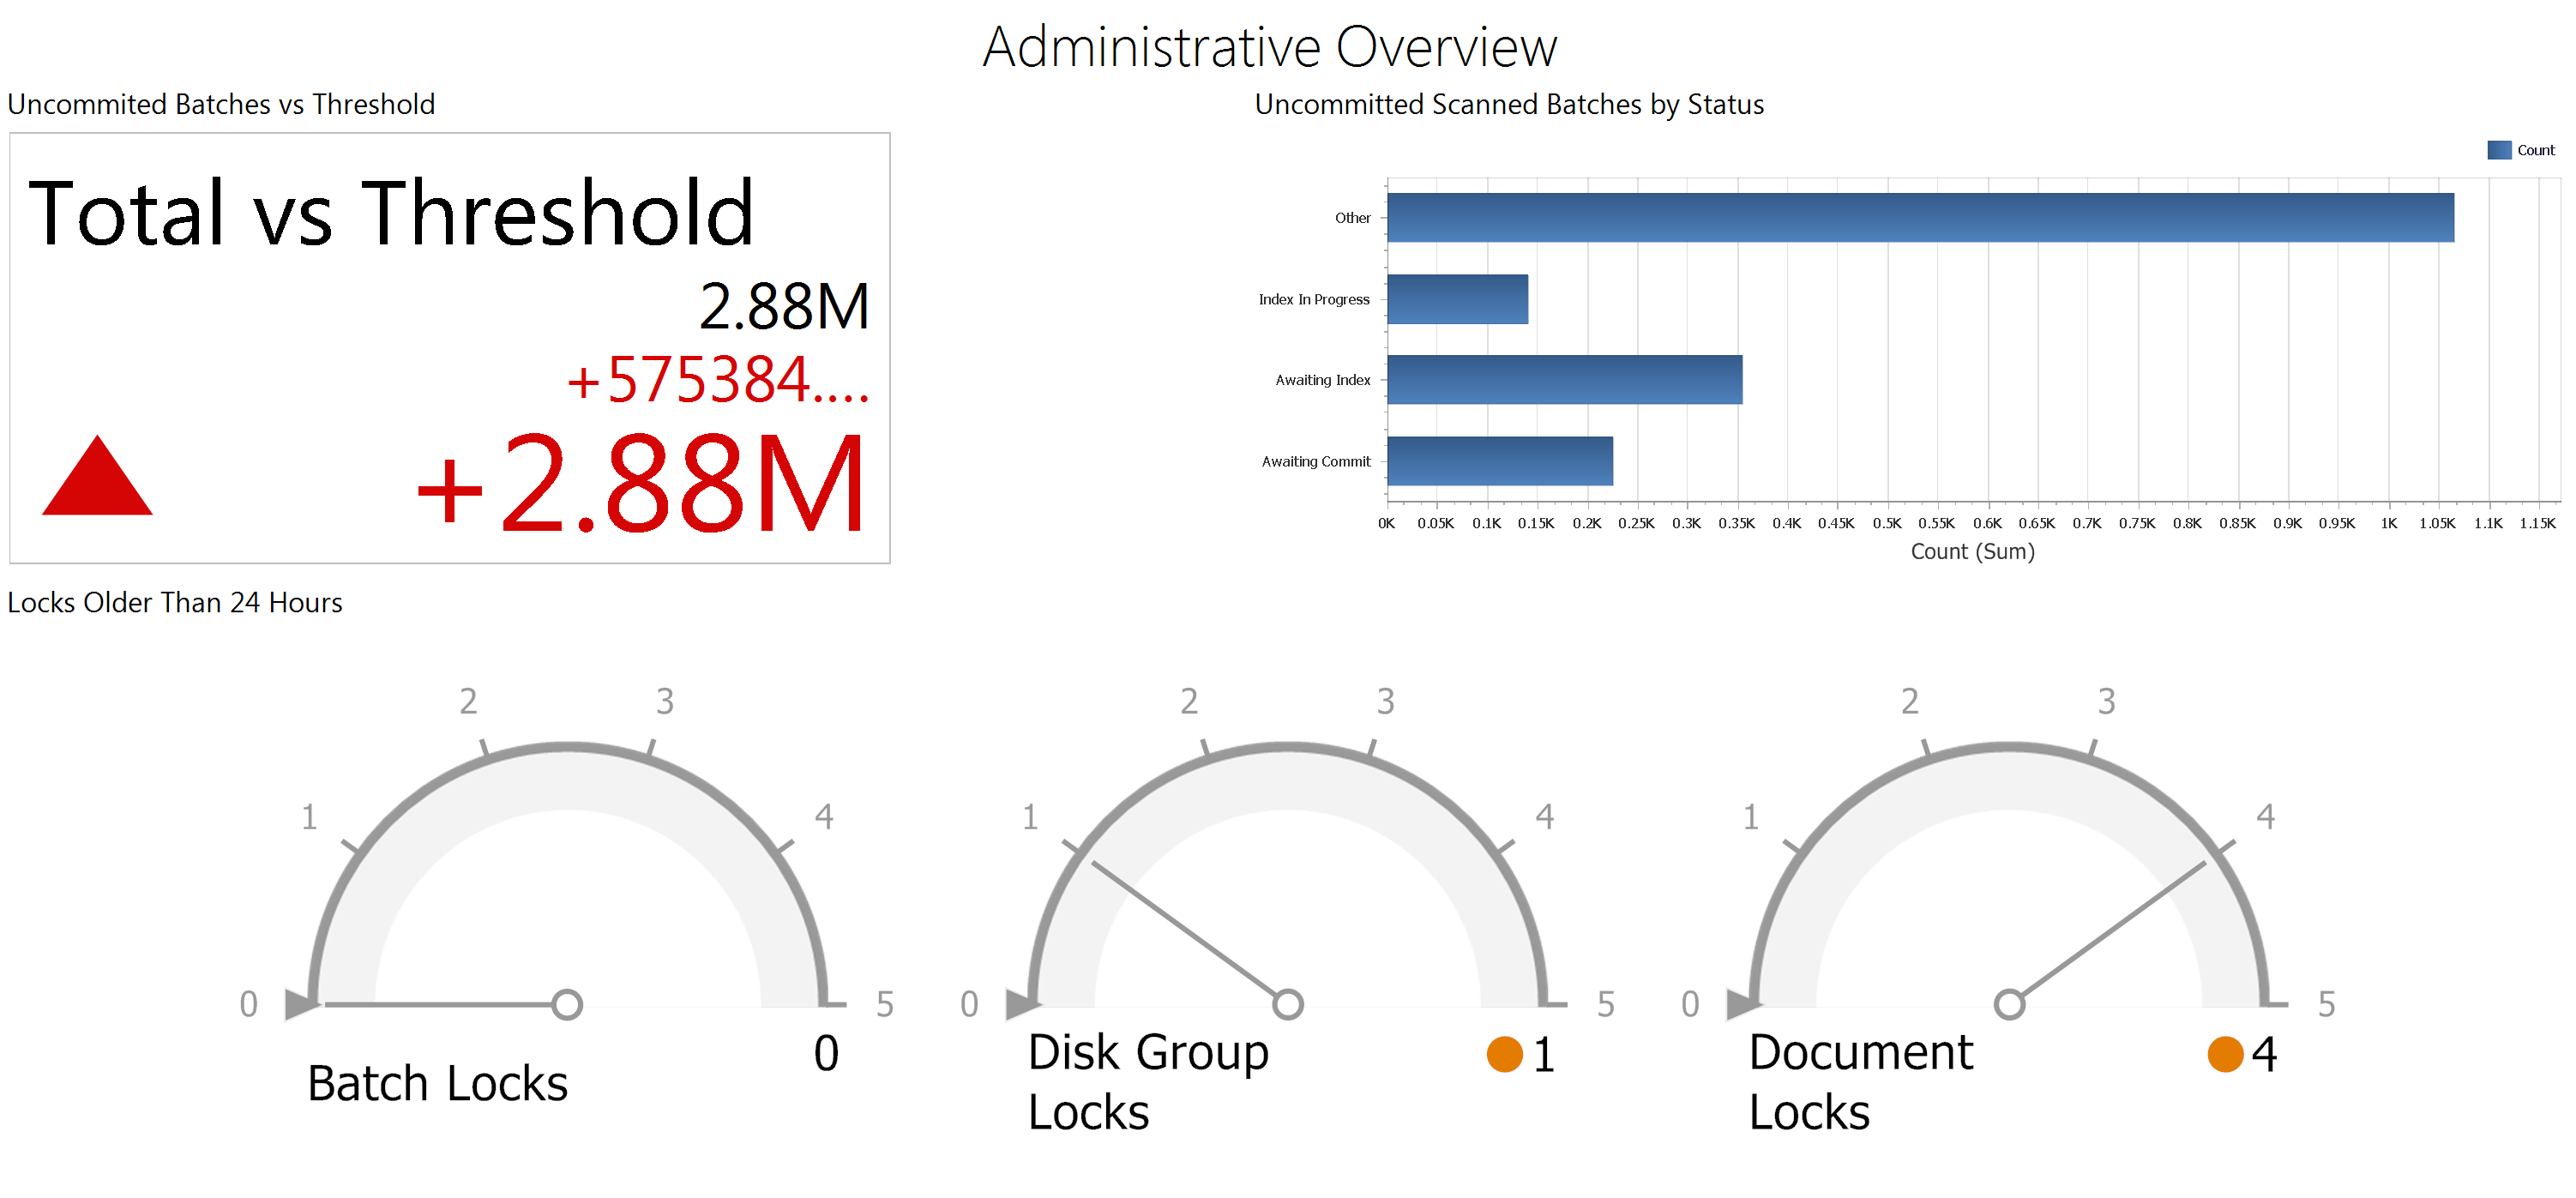 Administrative Overview
Uncommited Batches vs Threshold
Total vs Threshold
2.88M
+575384....
+2.88M
Uncommitted Scanned Batches by Status
Count
Other
Index In Progress
Awaiting Index
Awaiting Commit
0K 0.05K 0.1K 0.15K 0.2K 0.25K 0.3K 0.35K 0.4K 0.45K 0.5K 0.55K 0.6K 0.65K 0.7K 0.75K 0.8K 0.85K 0.9K 0.95K 1K 1.05K 1.1K 1.15K
Count (Sum)
Locks Older Than 24 Hours
0 1 2 3 4 5
Batch Locks
0
0 1 2 3 4 5
Disk Group
Locks
1
0 1 2 3 4 5
Document
Locks
4